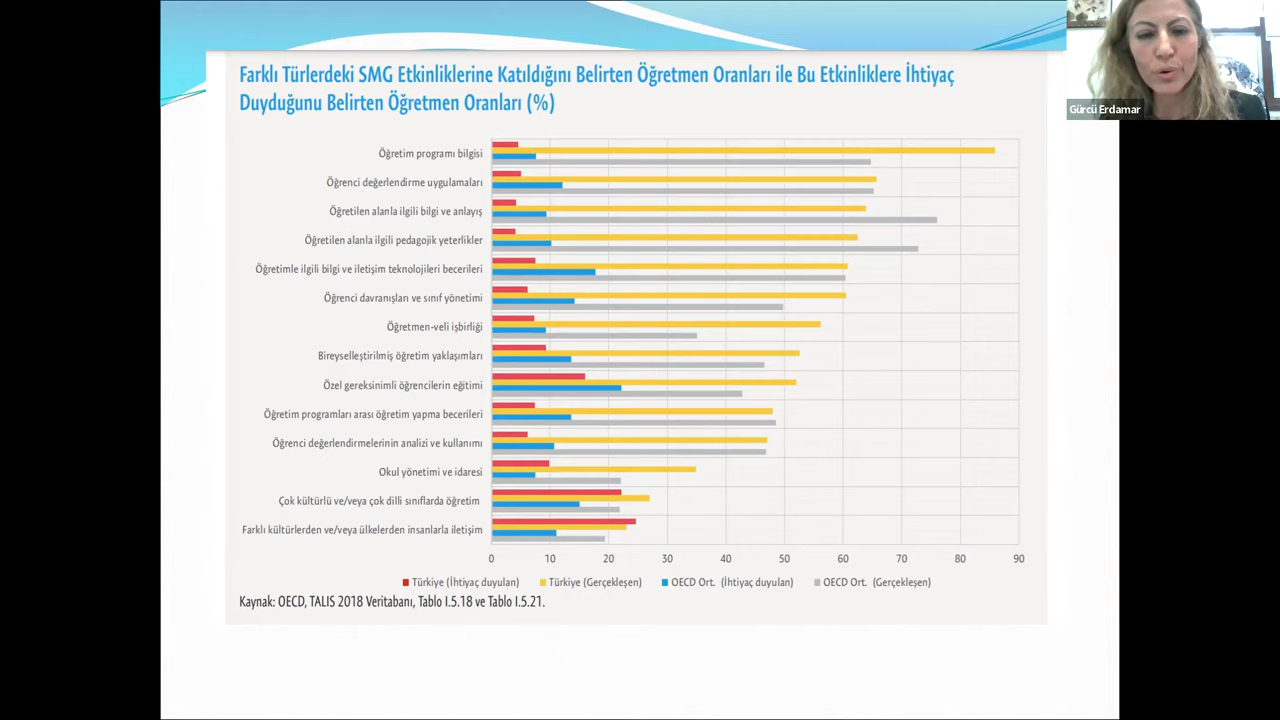 Farklı Türlerdeki SMG Etkinliklerine Katıldığını Belirten Öğretmen Oranları ile Bu Etkinliklere İhtiyaç
Duyduğunu Belirten Öğretmen Oranları (%)
Gürcü Erdamar
Öğretim programı bilgisi
Öğrenci değerlendirme uygulamaları
Öğretilen alanla ilgili bilgi ve anlayış
Öğretilen alanla ilgili pedagojik yeterlikler
Öğretimle ilgili bilgi ve iletişim teknolojileri becerileri
Öğrenci davranışları ve sınıf yönetimi
Öğretmen-veli işbirliği
Bireyselleştirilmiş öğretim yaklaşımları
Özel gereksinimli öğrencilerin eğitimi
Öğretim programları arası öğretim yapma becerileri
Öğrenci değerlendirmelerinin analizi ve kullanımı
Okul yönetimi ve idaresi
Çok kültürlü ve/veya çok dilli sınıflarda öğretim
Farklı kültürlerden ve/veya ülkelerden insanlarla iletişim
0 10 20 30 40 50 60 70 80 90
Türkiye (İhtiyaç duyulan) Türkiye (Gerçekleşen) OECD Ort. (İhtiyaç duyulan) OECD Ort. (Gerçekleşen)
Kaynak: OECD, TALIS 2018 Veritabanı, Tablo I.5.18 ve Tablo I.5.21.